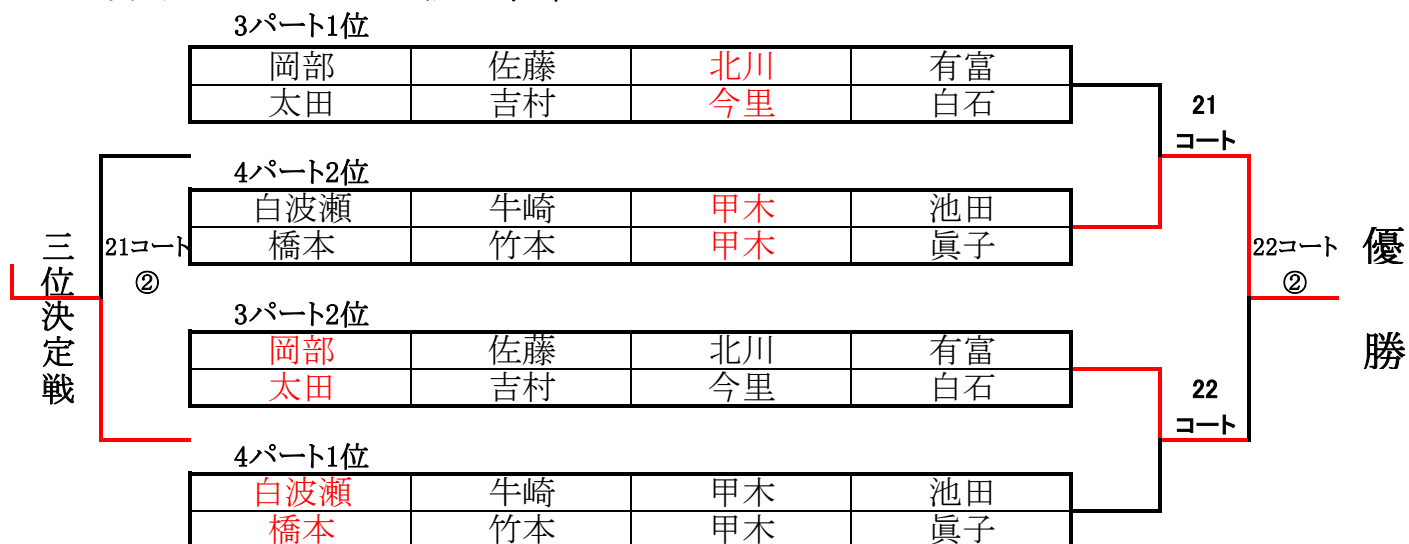 3パート1位
岡部 佐藤 北川 有富
太田 吉村 今里 白石
21
コート
4パート2位
白波瀬 牛崎 甲木 池田
橋本 竹本 甲木 眞子
三位決定戦
21コート
②
22コート
②
優勝
3パート2位
岡部 佐藤 北川 有富
太田 吉村 今里 白石
22
コート
4パート1位
白波瀬 牛崎 甲木 池田
橋本 竹本 甲木 眞子